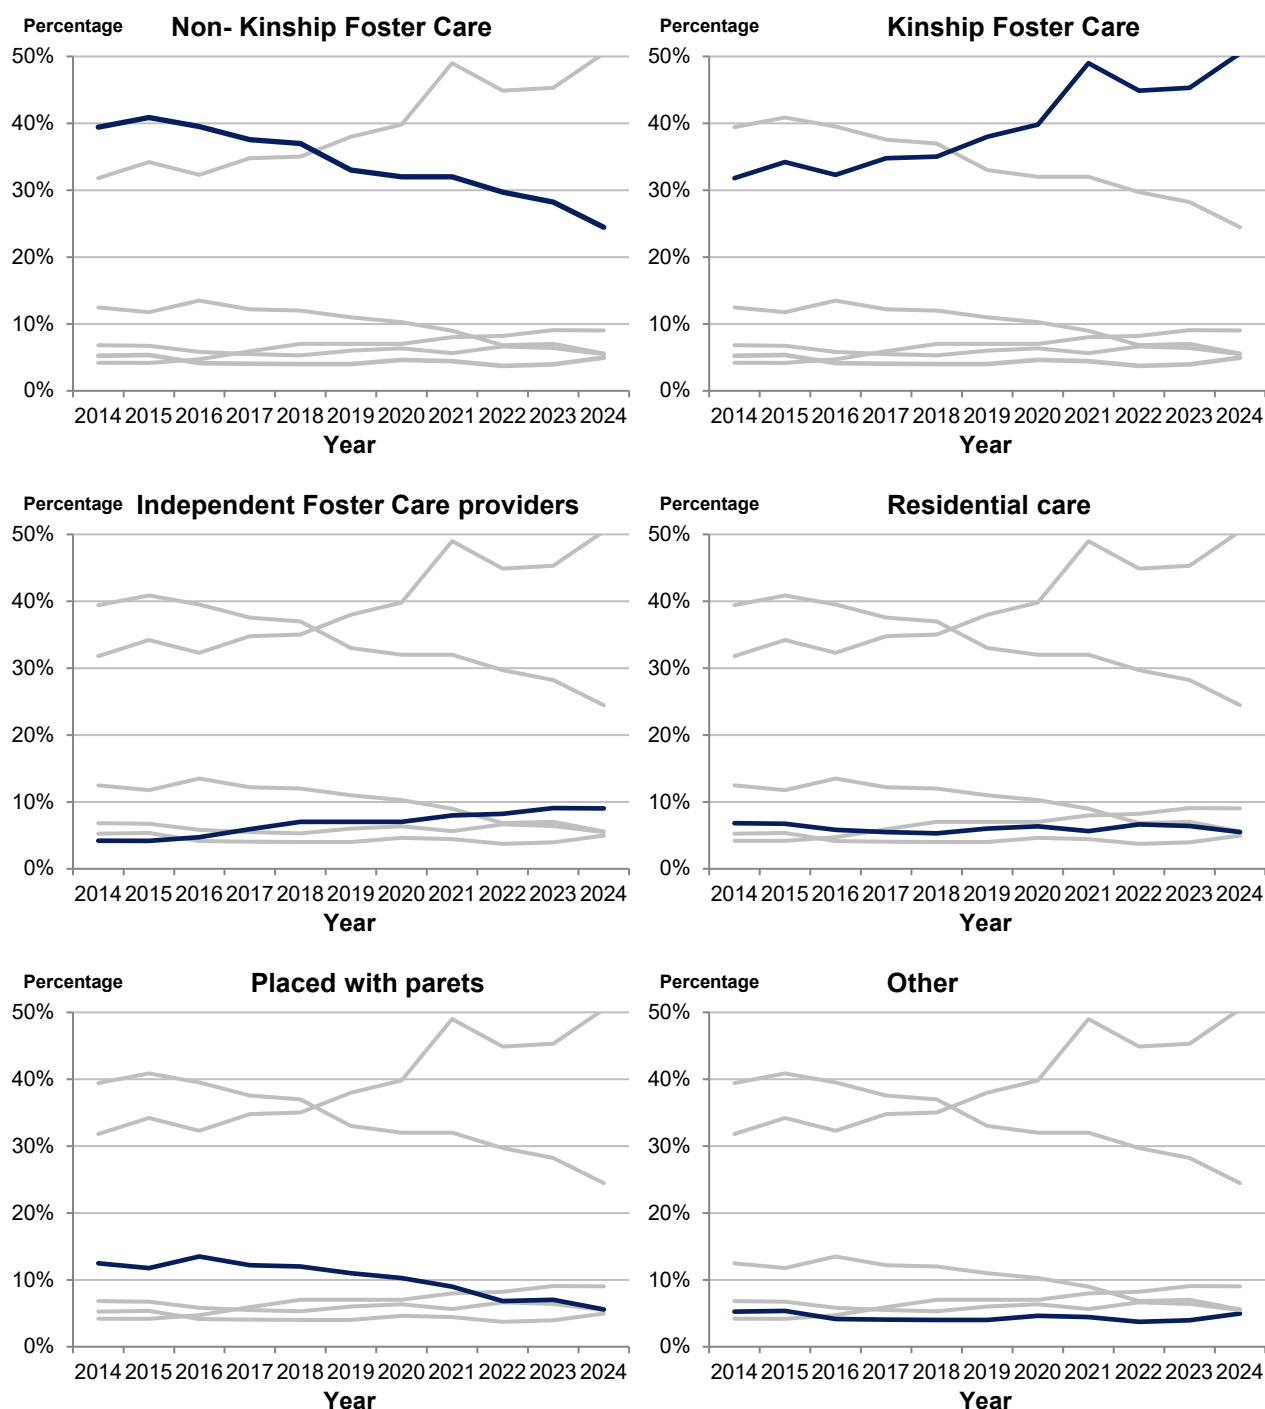 Percentage Non- Kinship Foster Care
50%
40%
30%
20%
10%
0%
2014 2015 2016 2017 2018 2019 2020 2021 2022 2023 2024
Year
Percentage Kinship Foster Care
50%
40%
30%
20%
10%
0%
2014 2015 2016 2017 2018 2019 2020 2021 2022 2023 2024
Year
Percentage Independent Foster Care providers
50%
40%
30%
20%
10%
0%
2014 2015 2016 2017 2018 2019 2020 2021 2022 2023 2024
Year
Percentage Residential care
50%
40%
30%
20%
10%
0%
2014 2015 2016 2017 2018 2019 2020 2021 2022 2023 2024
Year
Percentage Placed with parets
50%
40%
30%
20%
10%
0%
2014 2015 2016 2017 2018 2019 2020 2021 2022 2023 2024
Year
Percentage Other
50%
40%
30%
20%
10%
0%
2014 2015 2016 2017 2018 2019 2020 2021 2022 2023 2024
Year